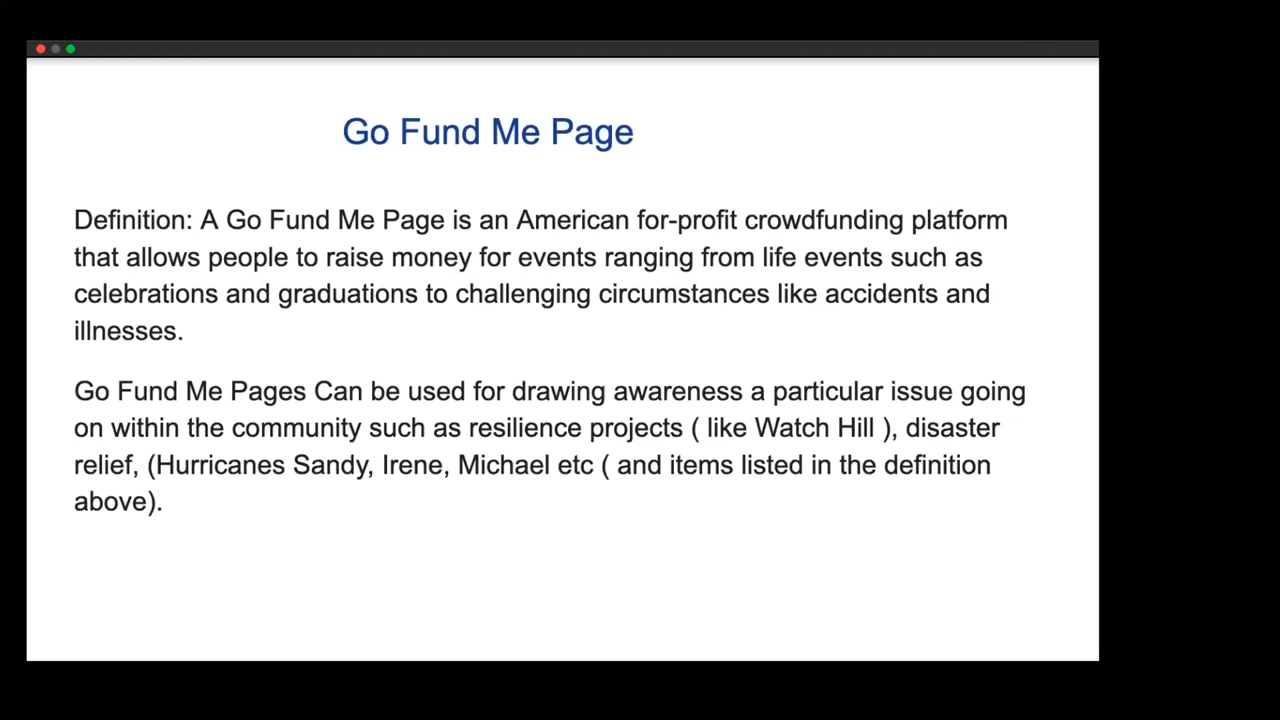 Go Fund Me Page
Definition: A Go Fund Me Page is an American for-profit crowdfunding platform
that allows people to raise money for events ranging from life events such as
celebrations and graduations to challenging circumstances like accidents and
illnesses.
Go Fund Me Pages Can be used for drawing awareness a particular issue going
on within the community such as resilience projects ( like Watch Hill ), disaster
relief, (Hurricanes Sandy, Irene, Michael etc ( and items listed in the definition
above).